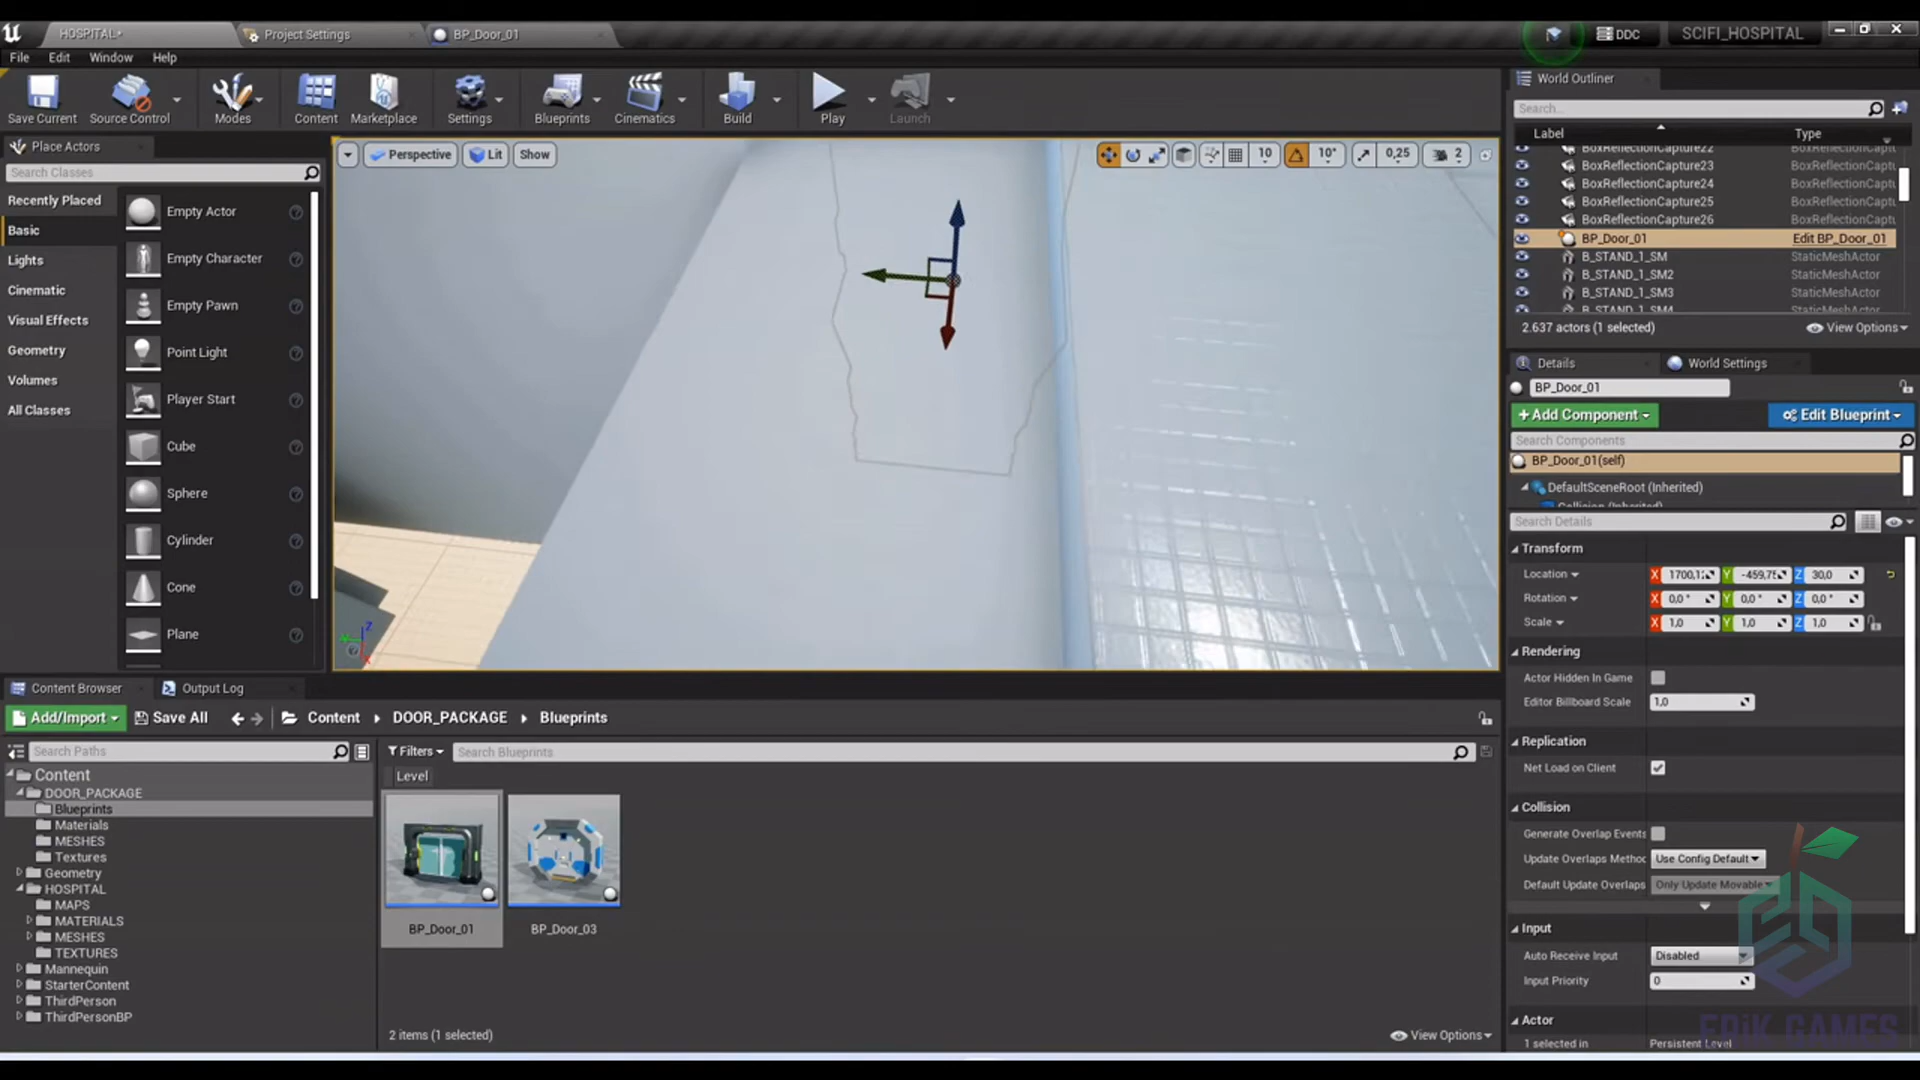 HOSPITAL*
Project Settings
BP_Door_01
DDC
SCIFI_HOSPITAL
File Edit Window Help
Save Current Source Control Modes Content Marketplace Settings Blueprints Cinematics Build Play Launch
World Outliner
Search...
Label Type
BoxReflectionCapture22 BoxReflectionCaptu
BoxReflectionCapture23 BoxReflectionCaptu
BoxReflectionCapture24 BoxReflectionCaptu
BoxReflectionCapture25 BoxReflectionCaptu
BoxReflectionCapture26 BoxReflectionCaptu
BP_Door_01 Edit BP_Door_01
B_STAND_1_SM StaticMeshActor
B_STAND_1_SM2 StaticMeshActor
B_STAND_1_SM3 StaticMeshActor
B_STAND_1_SM4 StaticMeshActor
2.637 actors (1 selected) View Options
Place Actors
Search Classes
Recently Placed
Basic
Lights
Cinematic
Visual Effects
Geometry
Volumes
All Classes
Empty Actor
Empty Character
Empty Pawn
Point Light
Player Start
Cube
Sphere
Cylinder
Cone
Plane
Perspective Lit Show
10 10° 0,25 2
Details World Settings
BP_Door_01
+Add Component Edit Blueprint
Search Components
BP_Door_01(self)
DefaultSceneRoot (Inherited)
Collision (Inherited)
Search Details
Transform
Location X 1700,1 Y -459,75 Z 30,0
Rotation X 0,0 ° Y 0,0 ° Z 0,0 °
Scale X 1,0 Y 1,0 Z 1,0
Rendering
Actor Hidden In Game
Editor Billboard Scale 1,0
Replication
Net Load on Client
Collision
Generate Overlap Events
Update Overlaps Method Use Config Default
Default Update Overlaps Only Update Movable
Input
Auto Receive Input Disabled
Input Priority 0
Actor
1 selected in Persistent Level
ERIK GAMES
Content Browser Output Log
Add/Import Save All Content DOOR_PACKAGE Blueprints
Search Paths
Filters Search Blueprints
Level
Content
DOOR_PACKAGE
Blueprints
Materials
MESHES
Textures
Geometry
HOSPITAL
MAPS
MATERIALS
MESHES
TEXTURES
Mannequin
StarterContent
ThirdPerson
ThirdPersonBP
BP_Door_01 BP_Door_03
2 items (1 selected) View Options